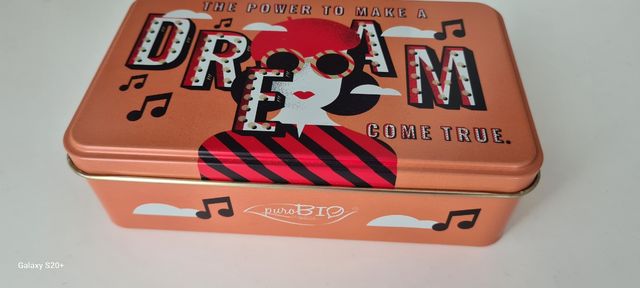 THE POWER TO MAKE A
DREAM
COME TRUE.
puroBIO
Galaxy S20+